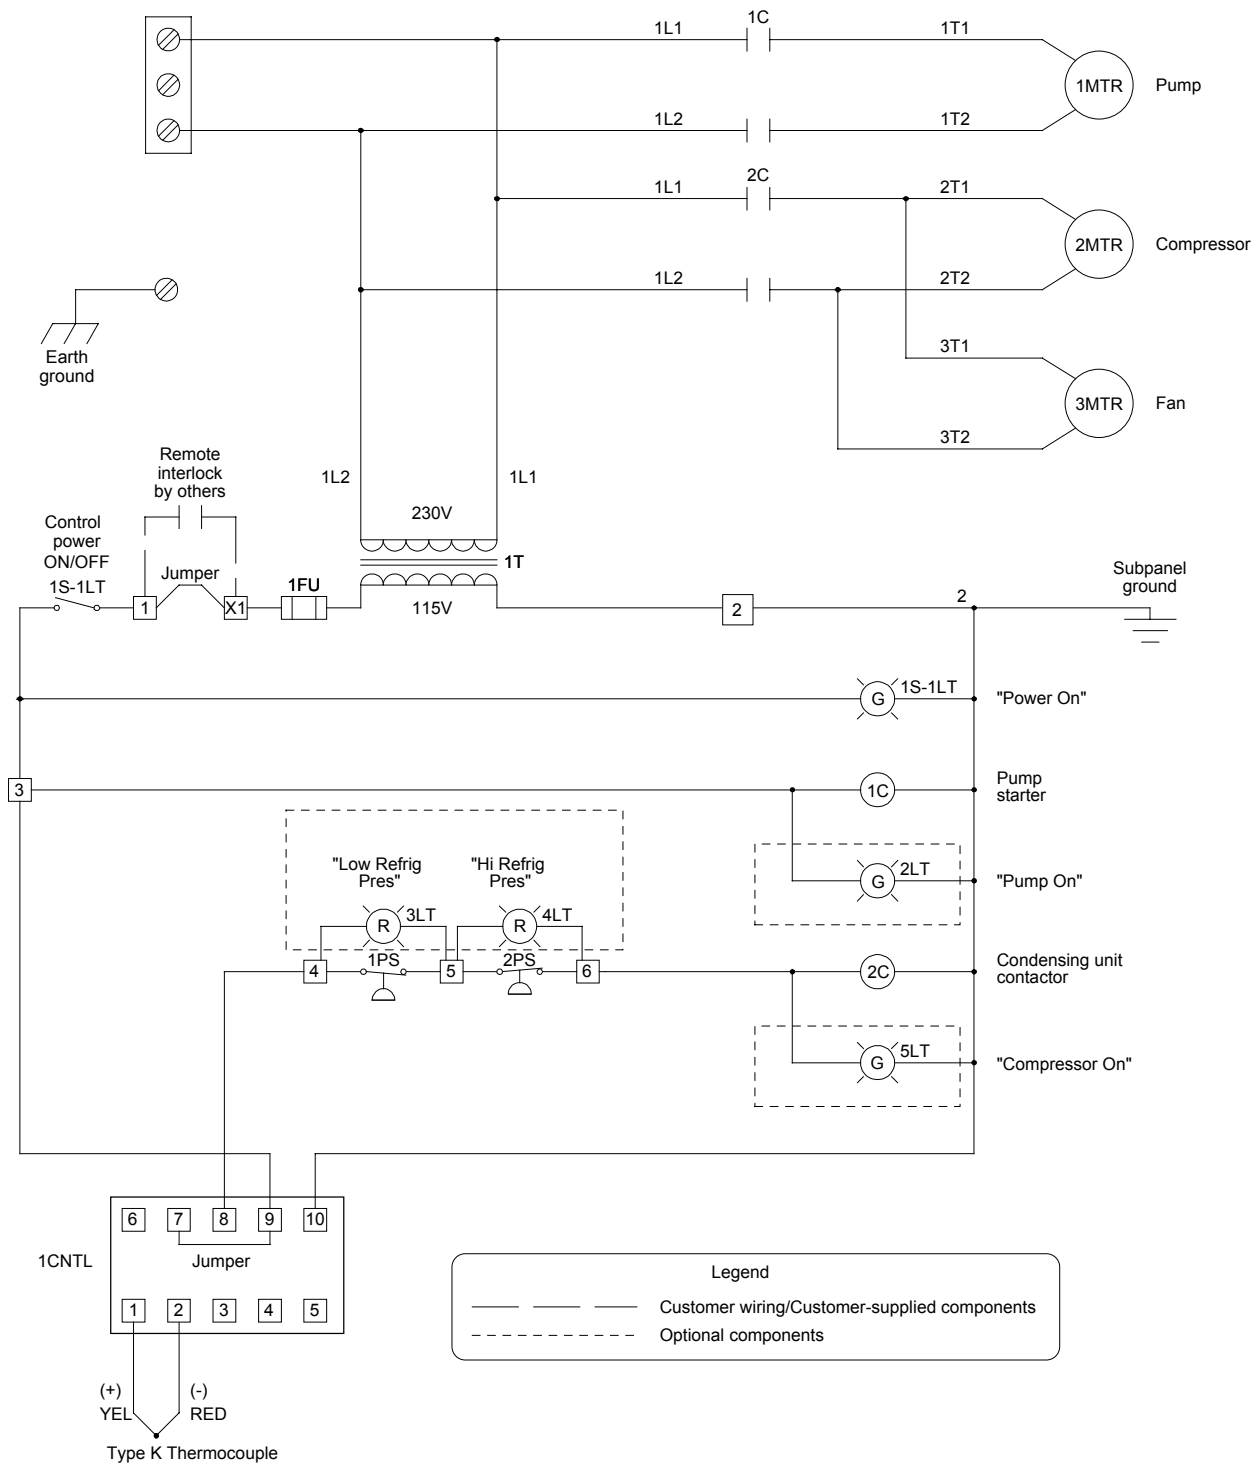 1C
1L1
1T1
1MTR
Pump
1L2
1T2
2C
1L1
2T1
2MTR
Compressor
1L2
2T2
Earth
ground
3T1
3MTR
Fan
3T2
Remote
interlock
by others
1L2
1L1
230V
Control
power
ON/OFF
1S-1LT
Jumper
1
X1
1FU
1T
115V
2
2
Subpanel
ground
G
1S-1LT
"Power On"
3
1C
Pump
starter
"Low Refrig
Pres"
"Hi Refrig
Pres"
G
2LT
"Pump On"
R
3LT
R
4LT
4
1PS
5
2PS
6
2C
Condensing unit
contactor
G
5LT
"Compressor On"
1CNTL
6
7
8
9
10
Jumper
1
2
3
4
5
(+)
YEL
(-)
RED
Type K Thermocouple
Legend
Customer wiring/Customer-supplied components
Optional components